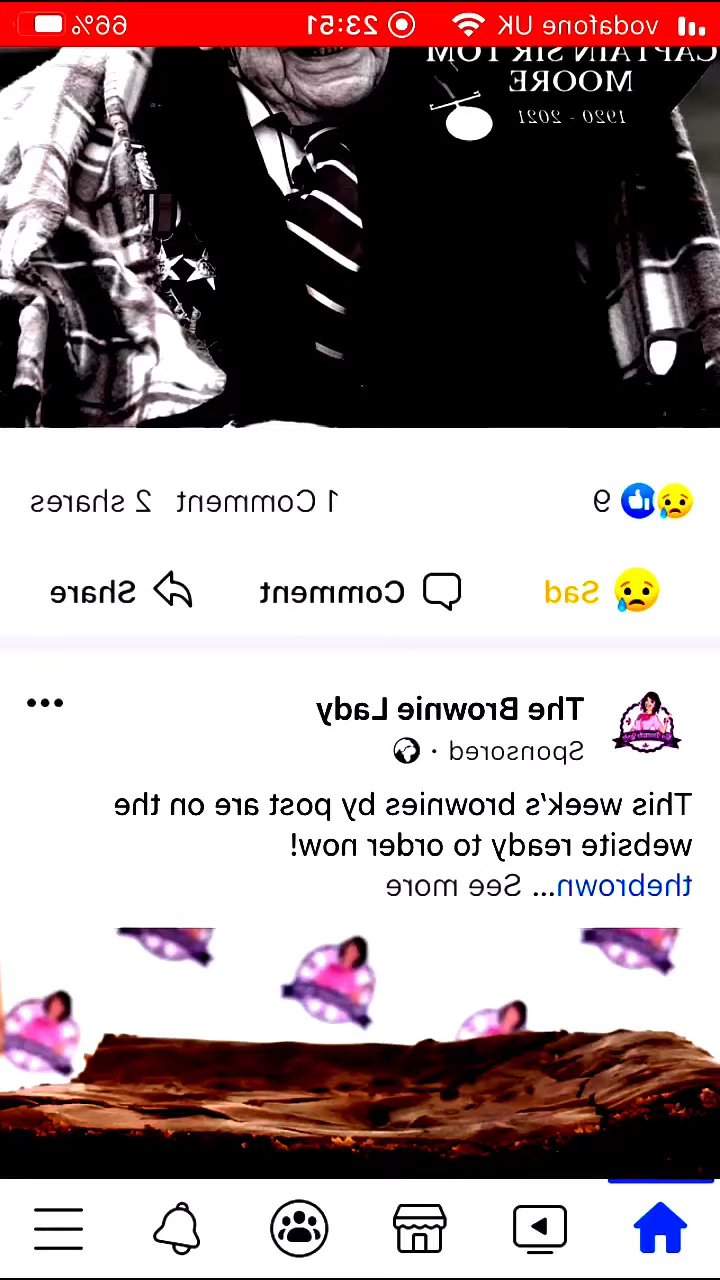 vodafone UK 23:51 66%
CAPTAIN SIR TOM
MOORE
1920 - 2021
9 1 Comment 2 shares
Sad Comment Share
The Brownie Lady
Sponsored ·
This week's brownies by post are on the
website ready to order now!
thebrown... See more